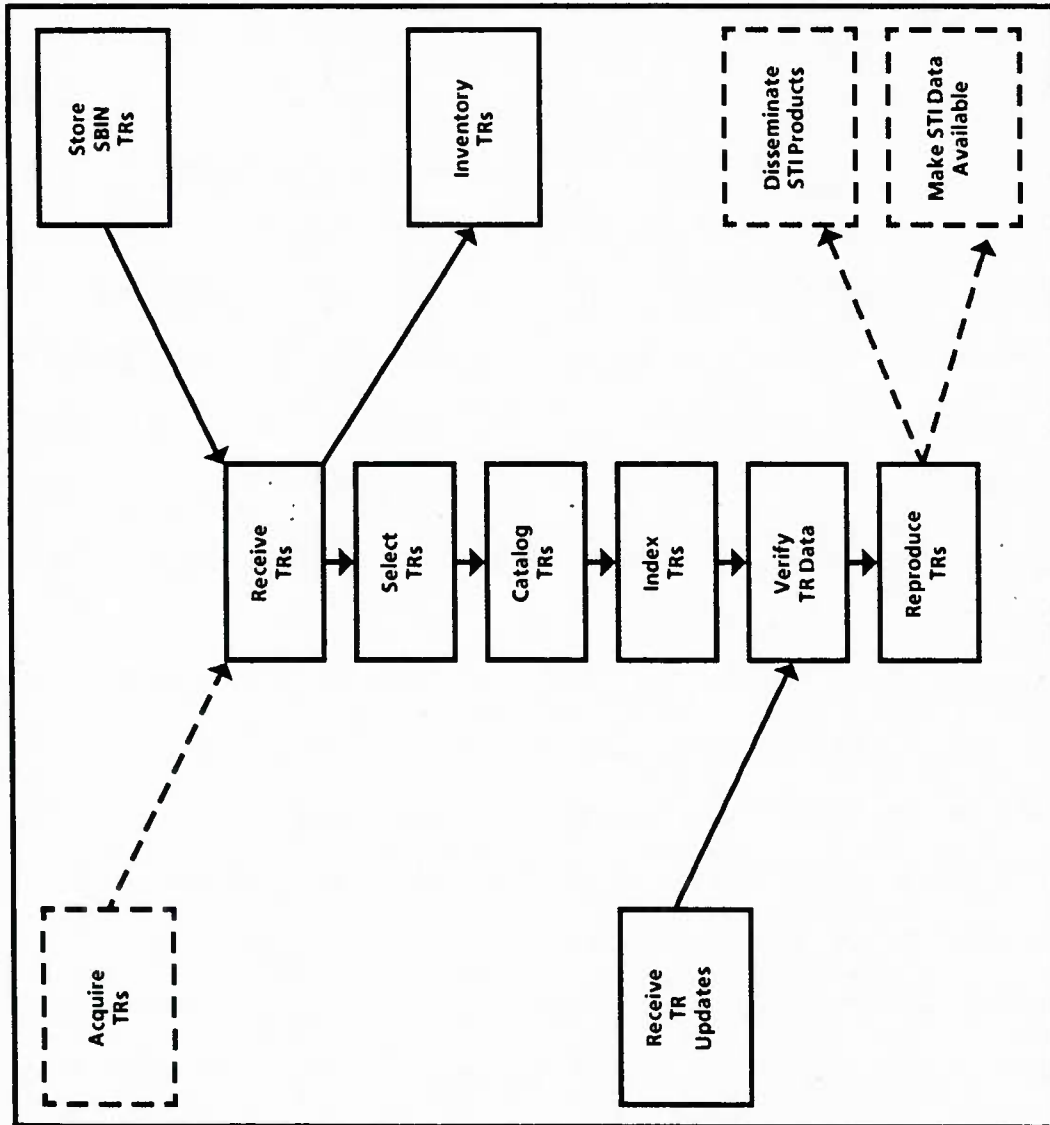 Acquire
TRs
Receive
TR
Updates
Receive
TRs
Select
TRs
Catalog
TRs
Index
TRs
Verify
TR Data
Reproduce
TRs
Store
SBIN
TRs
Inventory
TRs
Disseminate
STI Products
Make STI Data
Available